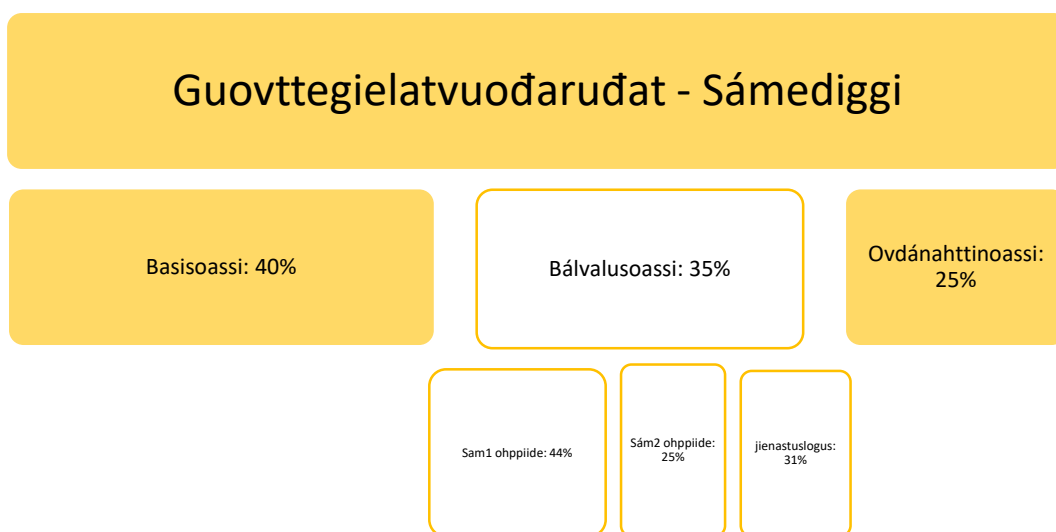 Guovttegielatvuođaruđat - Sámediggi
Basisoassi: 40%
Bálvalusoassi: 35%
Ovdánahttinoassi:
25%
Sam1 ohppiide: 44%
Sám2 ohppiide:
25%
jienastuslogus:
31%